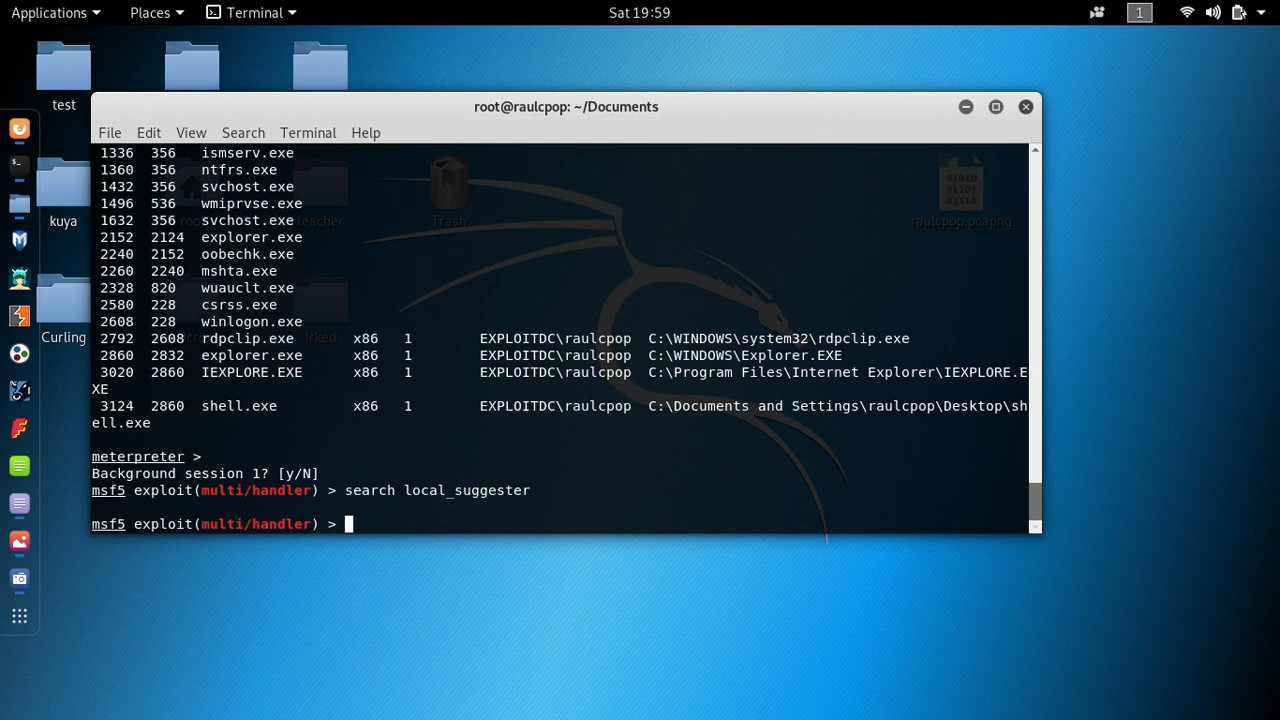 Applications Places Terminal Sat 19:59 1
test
root@raulcpop: ~/Documents
File Edit View Search Terminal Help
1336 356 ismserv.exe
1360 356 ntfrs.exe
1432 356 svchost.exe
1496 536 wmiprvse.exe
1632 356 svchost.exe
2152 2124 explorer.exe
2240 2152 oobechk.exe
2260 2240 mshta.exe
2328 820 wuauclt.exe
2580 228 csrss.exe
2608 228 winlogon.exe
2792 2608 rdpclip.exe x86 1 EXPLOITDC\raulcpop C:\WINDOWS\system32\rdpclip.exe
2860 2832 explorer.exe x86 1 EXPLOITDC\raulcpop C:\WINDOWS\Explorer.EXE
3020 2860 IEXPLORE.EXE x86 1 EXPLOITDC\raulcpop C:\Program Files\Internet Explorer\IEXPLORE.E
XE
3124 2860 shell.exe x86 1 EXPLOITDC\raulcpop C:\Documents and Settings\raulcpop\Desktop\sh
ell.exe
meterpreter >
Background session 1? [y/N]
msf5 exploit(multi/handler) > search local_suggester
msf5 exploit(multi/handler) >
kuya
Trash
raulcpop.pcapng
01010
01101
01110
Curling